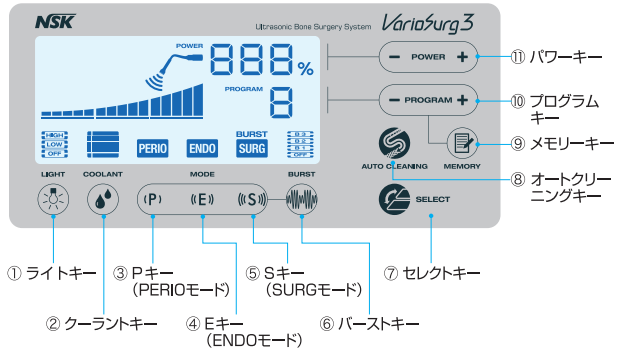 NSK
Ultrasonic Bone Surgery System VarioSurg3
POWER
888%
PROGRAM
8
HIGH
LOW
OFF
PERIO
ENDO
BURST
SURG
B3
B2
B1
OFF
− POWER +
− PROGRAM +
AUTO CLEANING
MEMORY
SELECT
LIGHT
COOLANT
MODE
BURST
(P)
((E))
(((S)))
⑪ パワーキー
⑩ プログラム
キー
⑨ メモリーキー
⑧ オートクリー
ニングキー
① ライトキー
③ Pキー
(PERIOモード)
⑤ Sキー
(SURGモード)
⑦ セレクトキー
② クーラントキー
④ Eキー
(ENDOモード)
⑥ バーストキー